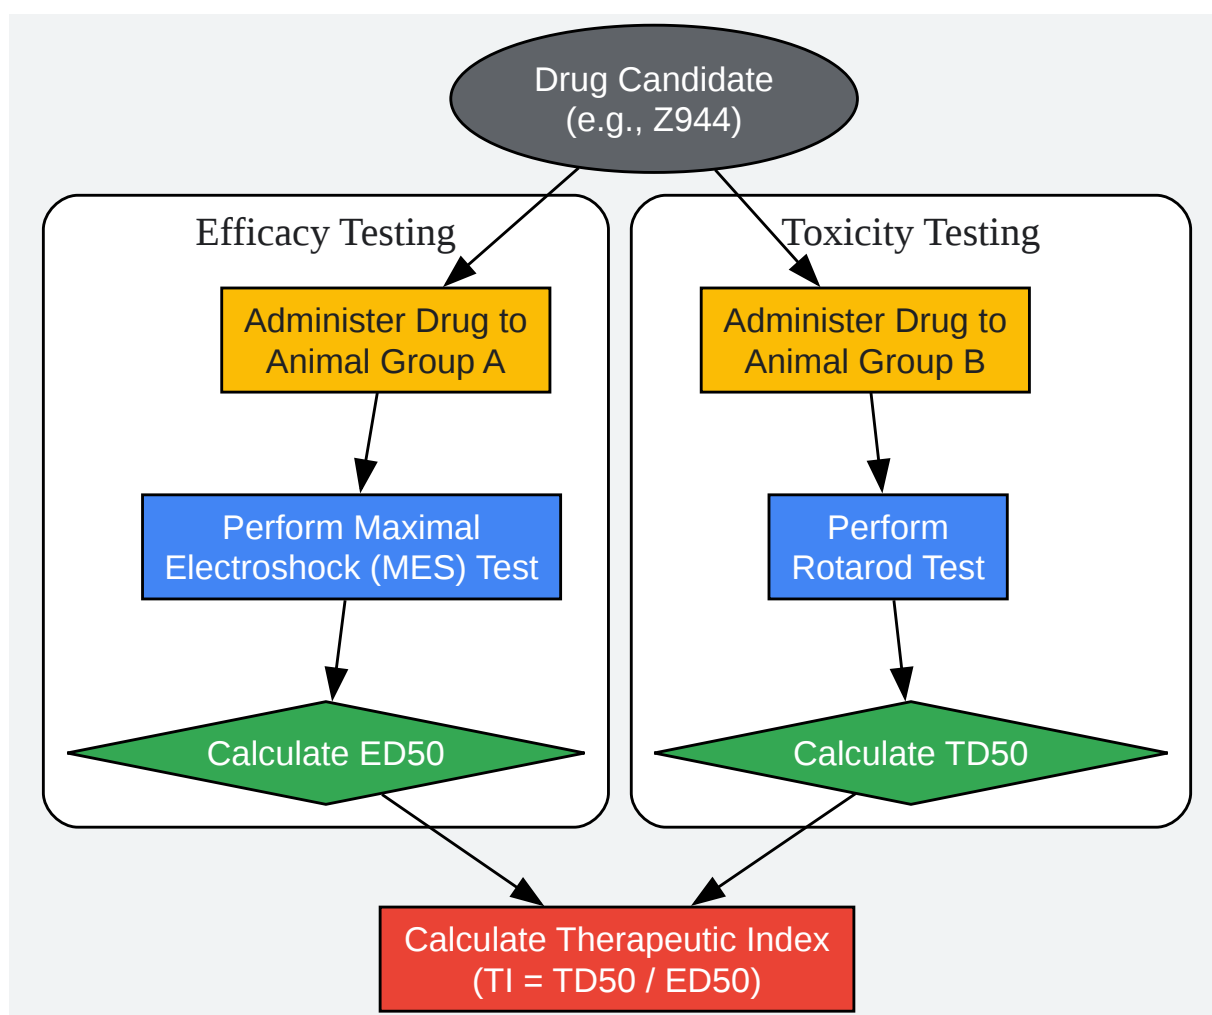 Drug Candidate
(e.g., Z944)
Efficacy Testing
Administer Drug to
Animal Group A
Perform Maximal
Electroshock (MES) Test
Calculate ED50
Toxicity Testing
Administer Drug to
Animal Group B
Perform
Rotarod Test
Calculate TD50
Calculate Therapeutic Index
(TI = TD50 / ED50)